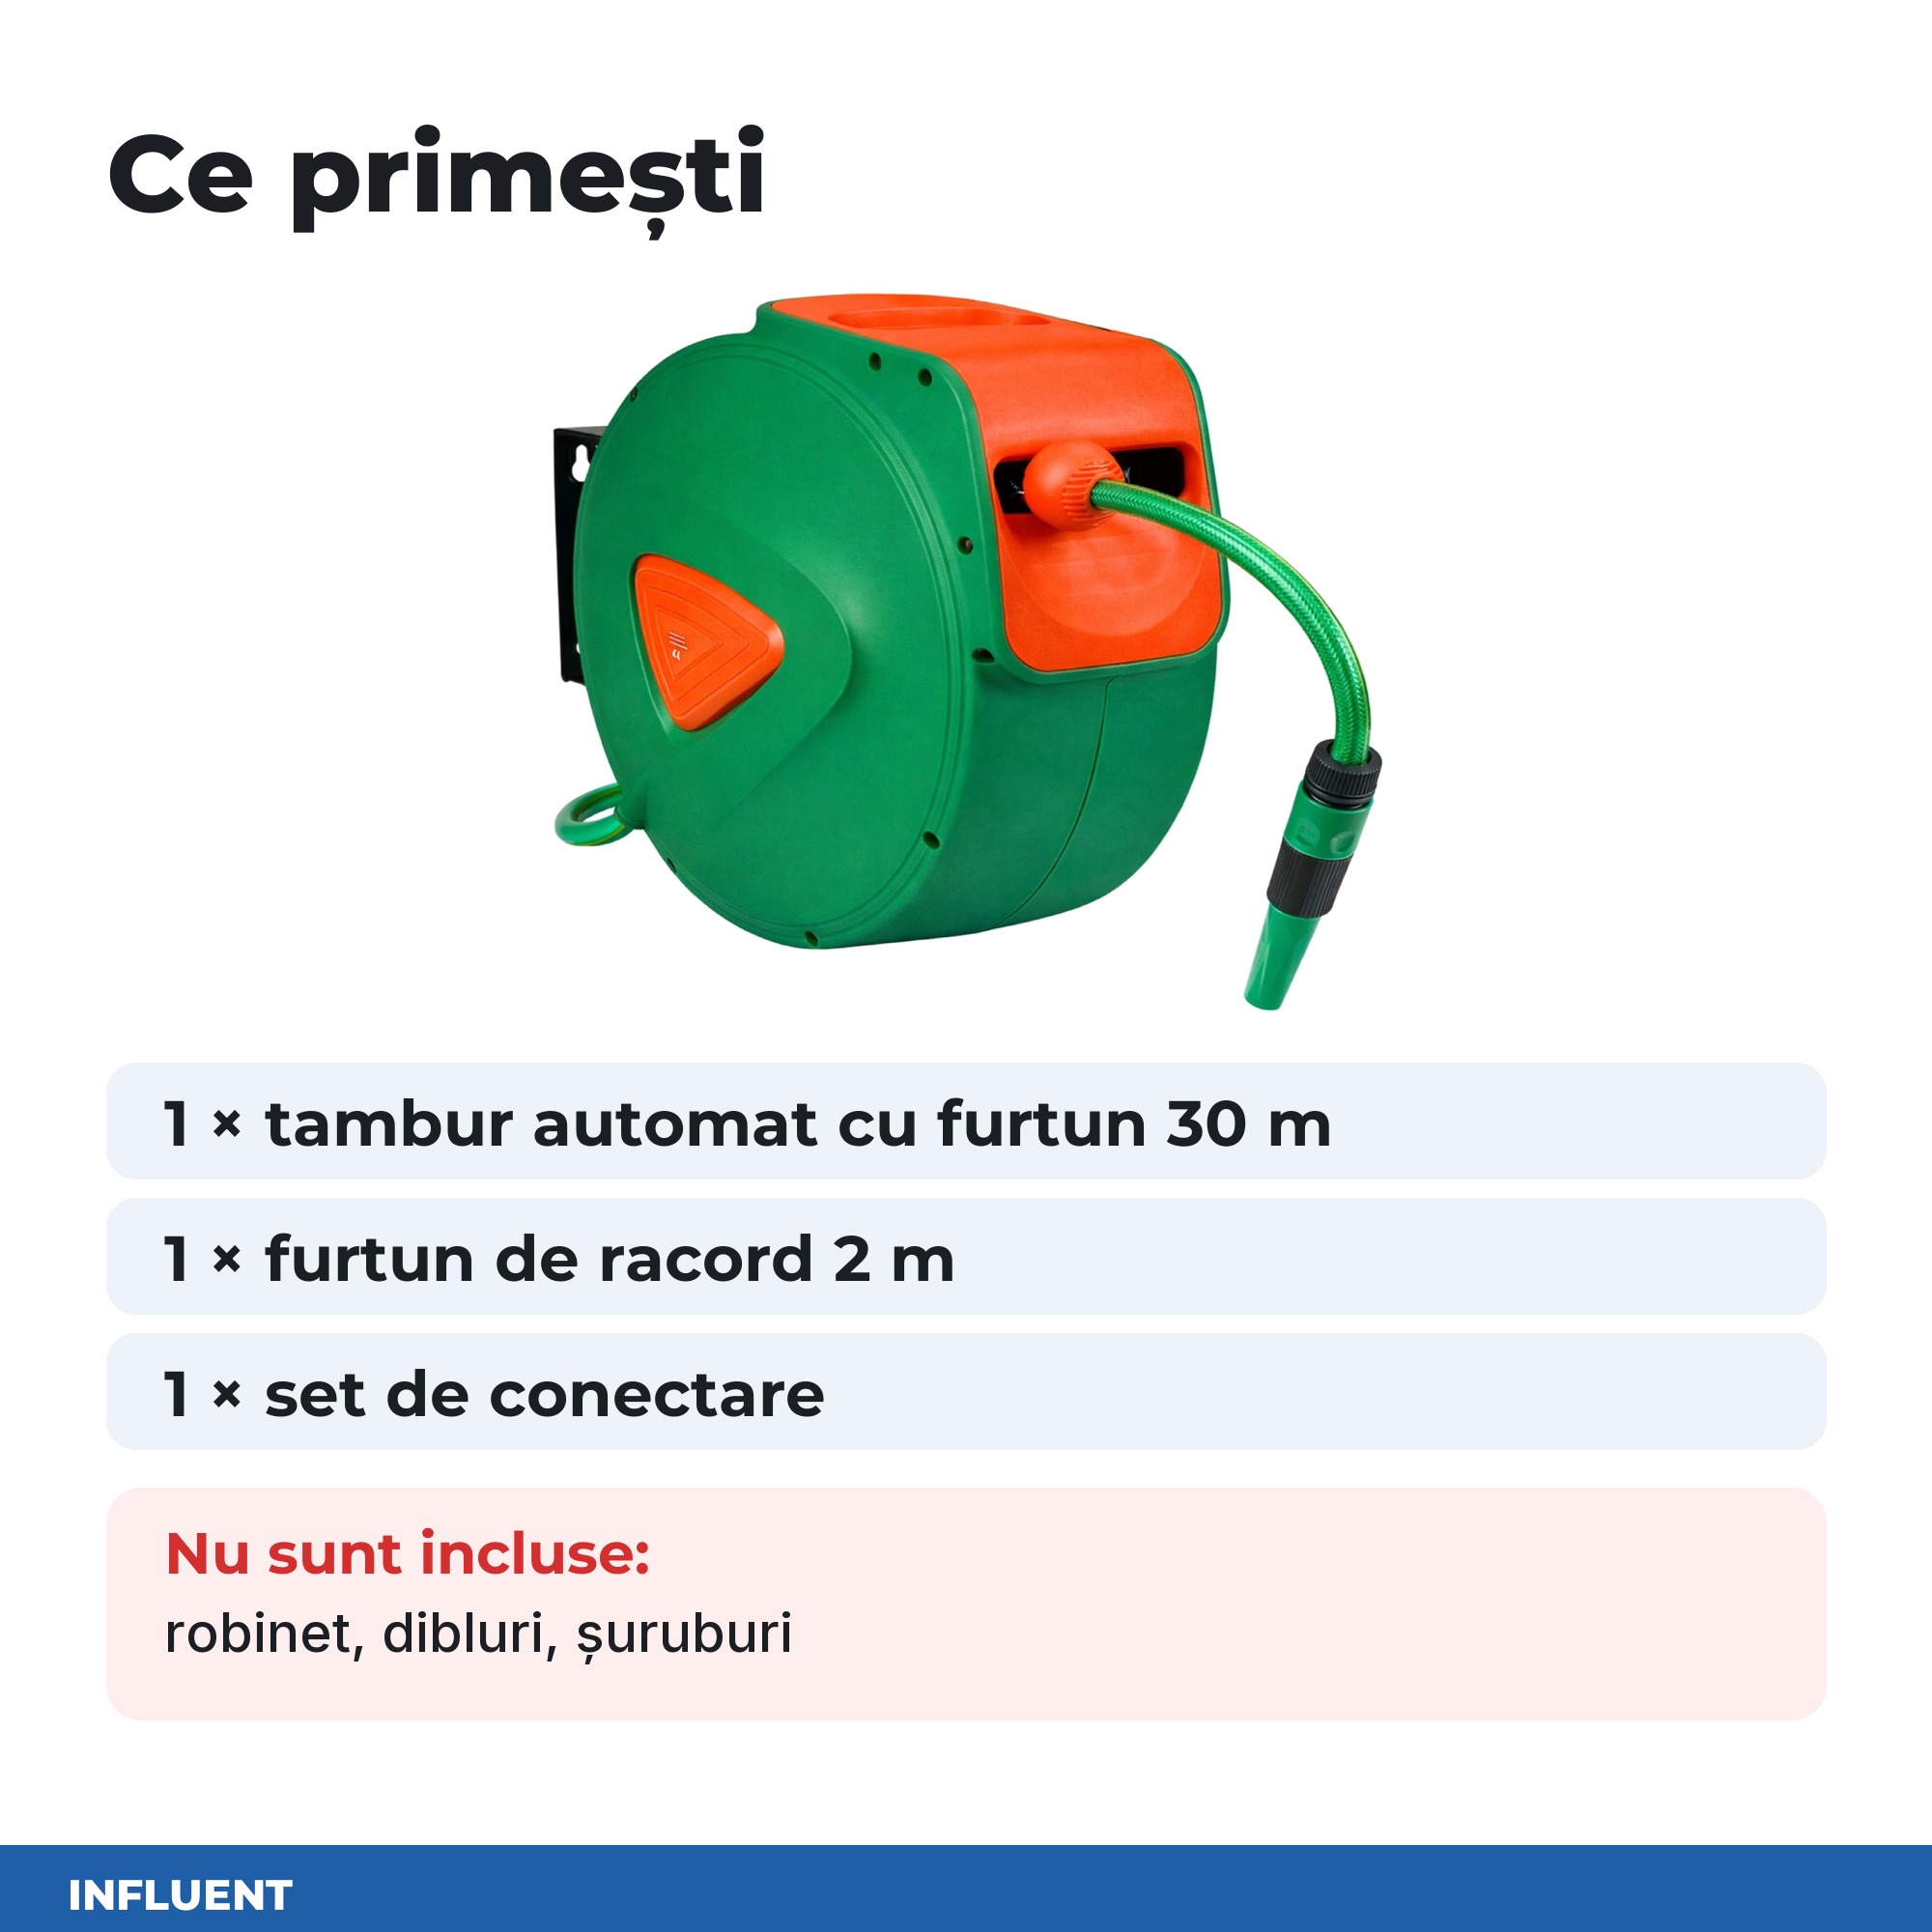 Ce primești
1 × tambur automat cu furtun 30 m
1 × furtun de racord 2 m
1 × set de conectare
Nu sunt incluse:
robinet, dibluri, șuruburi
INFLUENT